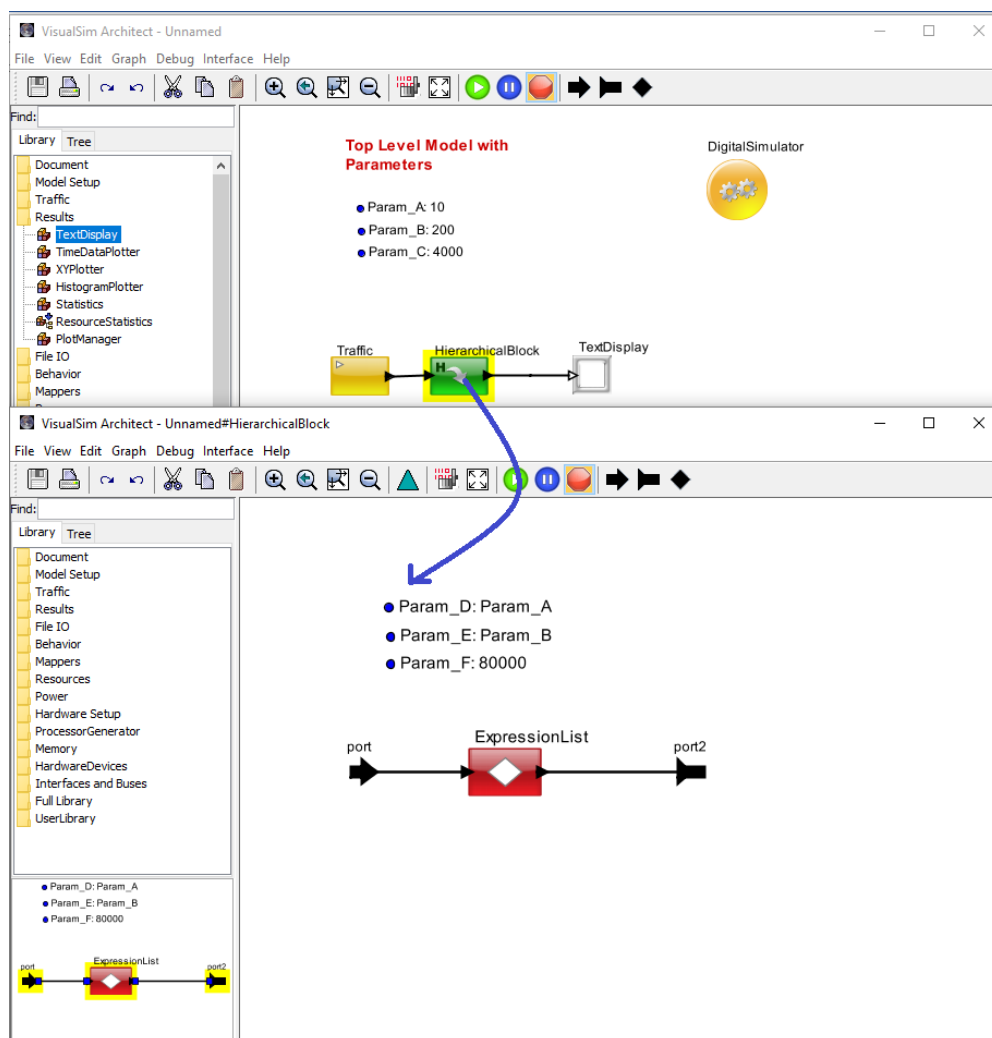 VisualSim Architect - Unnamed
File View Edit Graph Debug Interface Help
Find:
Library Tree
Document
Model Setup
Traffic
Results
TextDisplay
TimeDataPlotter
XYPlotter
HistogramPlotter
Statistics
ResourceStatistics
PlotManager
File IO
Behavior
Mappers
Top Level Model with
Parameters
Param_A: 10
Param_B: 200
Param_C: 4000
DigitalSimulator
Traffic
HierarchicalBlock
H
TextDisplay
VisualSim Architect - Unnamed#HierarchicalBlock
File View Edit Graph Debug Interface Help
Find:
Library Tree
Document
Model Setup
Traffic
Results
File IO
Behavior
Mappers
Resources
Power
Hardware Setup
ProcessorGenerator
Memory
HardwareDevices
Interfaces and Buses
Full Library
UserLibrary
Param_D: Param_A
Param_E: Param_B
Param_F: 80000
port
ExpressionList
port2
Param_D: Param_A
Param_E: Param_B
Param_F: 80000
port
ExpressionList
port2